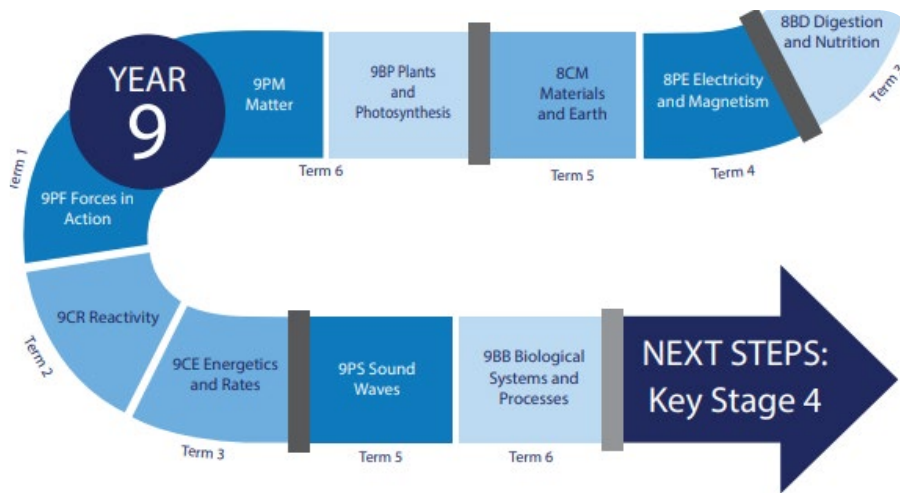 8BD Digestion
and Nutrition
Term 3
8PE Electricity
and Magnetism
Term 4
8CM
Materials
and Earth
Term 5
9BP Plants
and
Photosynthesis
9PM
Matter
Term 6
YEAR
9
Term 1
9PF Forces in
Action
9CR Reactivity
Term 2
9CE Energetics
and Rates
Term 3
9PS Sound
Waves
Term 5
9BB Biological
Systems and
Processes
Term 6
NEXT STEPS:
Key Stage 4